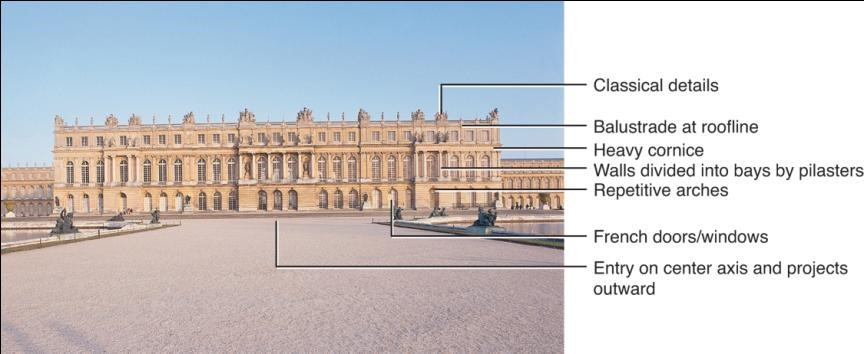 Classical details
Balustrade at roofline
Heavy cornice
Walls divided into bays by pilasters
Repetitive arches
French doors/windows
Entry on center axis and projects
outward